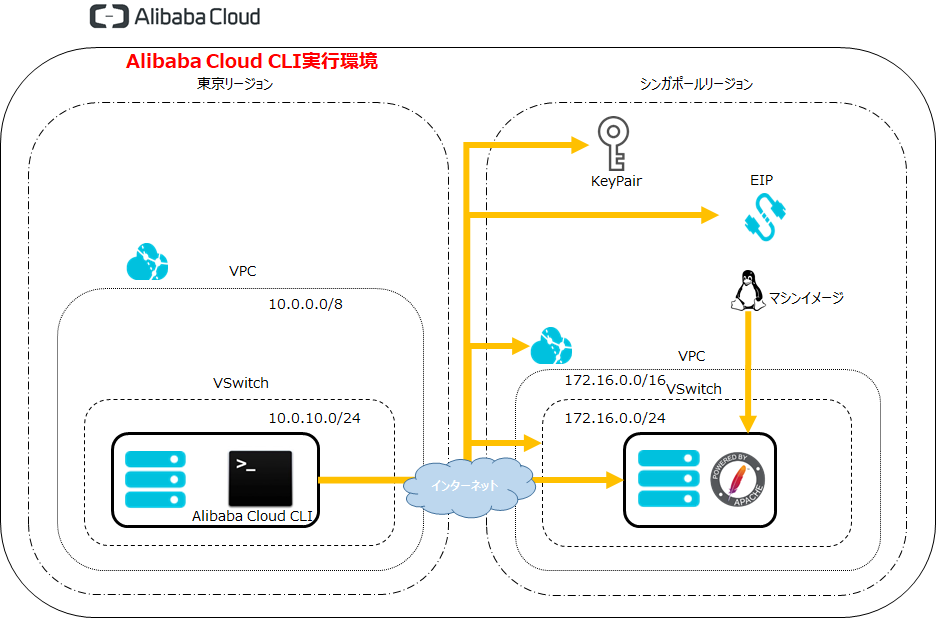 Alibaba Cloud
Alibaba Cloud CLI実行環境
東京リージョン
シンガポールリージョン
KeyPair
EIP
マシンイメージ
VPC
10.0.0.0/8
VSwitch
10.0.10.0/24
>_
Alibaba Cloud CLI
インターネット
VPC
172.16.0.0/16
VSwitch
172.16.0.0/24
POWERED BY
APACHE